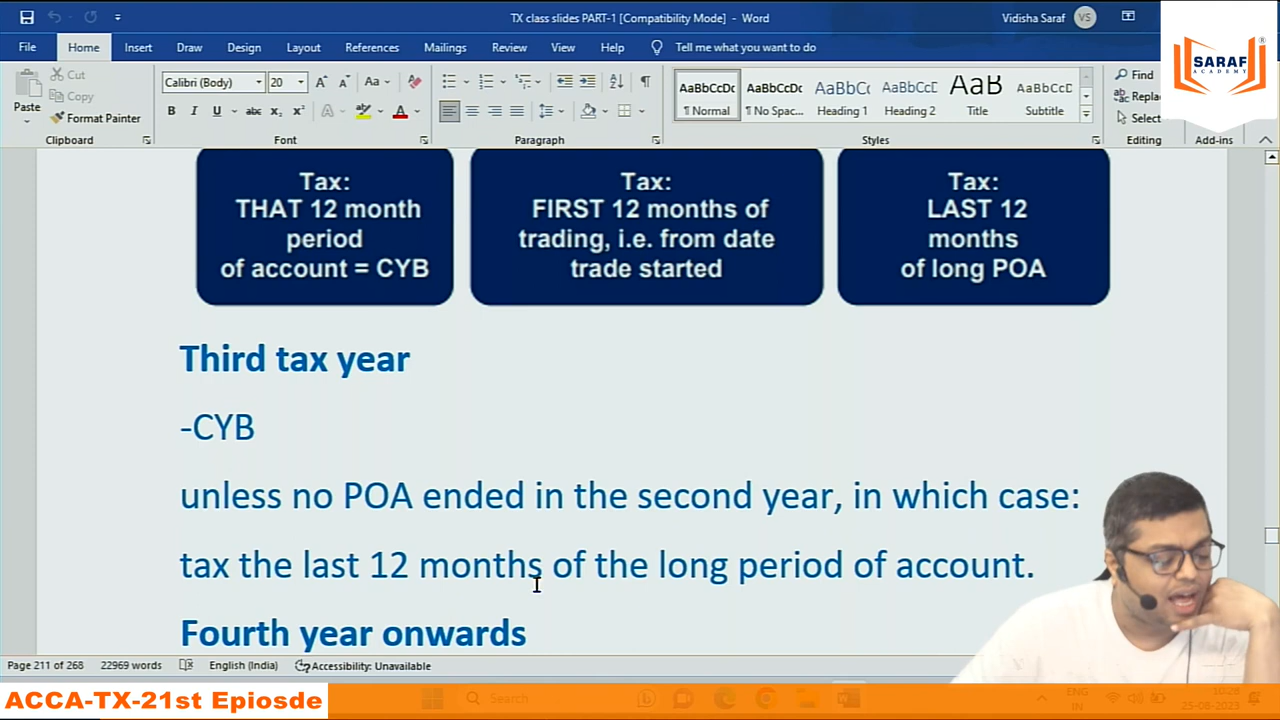 TX class slides PART-1 [Compatibility Mode] - Word
Vidisha Saraf VS
File Home Insert Draw Design Layout References Mailings Review View Help Tell me what you want to do
SARAF
ACADEMY
Paste
Cut
Copy
Format Painter
Calibri (Body) 20
AaBbCcDc AaBbCcDc AaBbC AaBbCcD AaB AaBbCcDc
¶ Normal ¶ No Spac... Heading 1 Heading 2 Title Subtitle
Find
Repla
Select
Clipboard Font Paragraph Styles Editing Add-ins
Tax:
THAT 12 month
period
of account = CYB
Tax:
FIRST 12 months of
trading, i.e. from date
trade started
Tax:
LAST 12
months
of long POA
Third tax year
-CYB
unless no POA ended in the second year, in which case:
tax the last 12 months of the long period of account.
Fourth year onwards
Page 211 of 268 22969 words English (India) Accessibility: Unavailable
ACCA-TX-21st Epiosde
Search
ENG
IN
10:28
25-08-2023